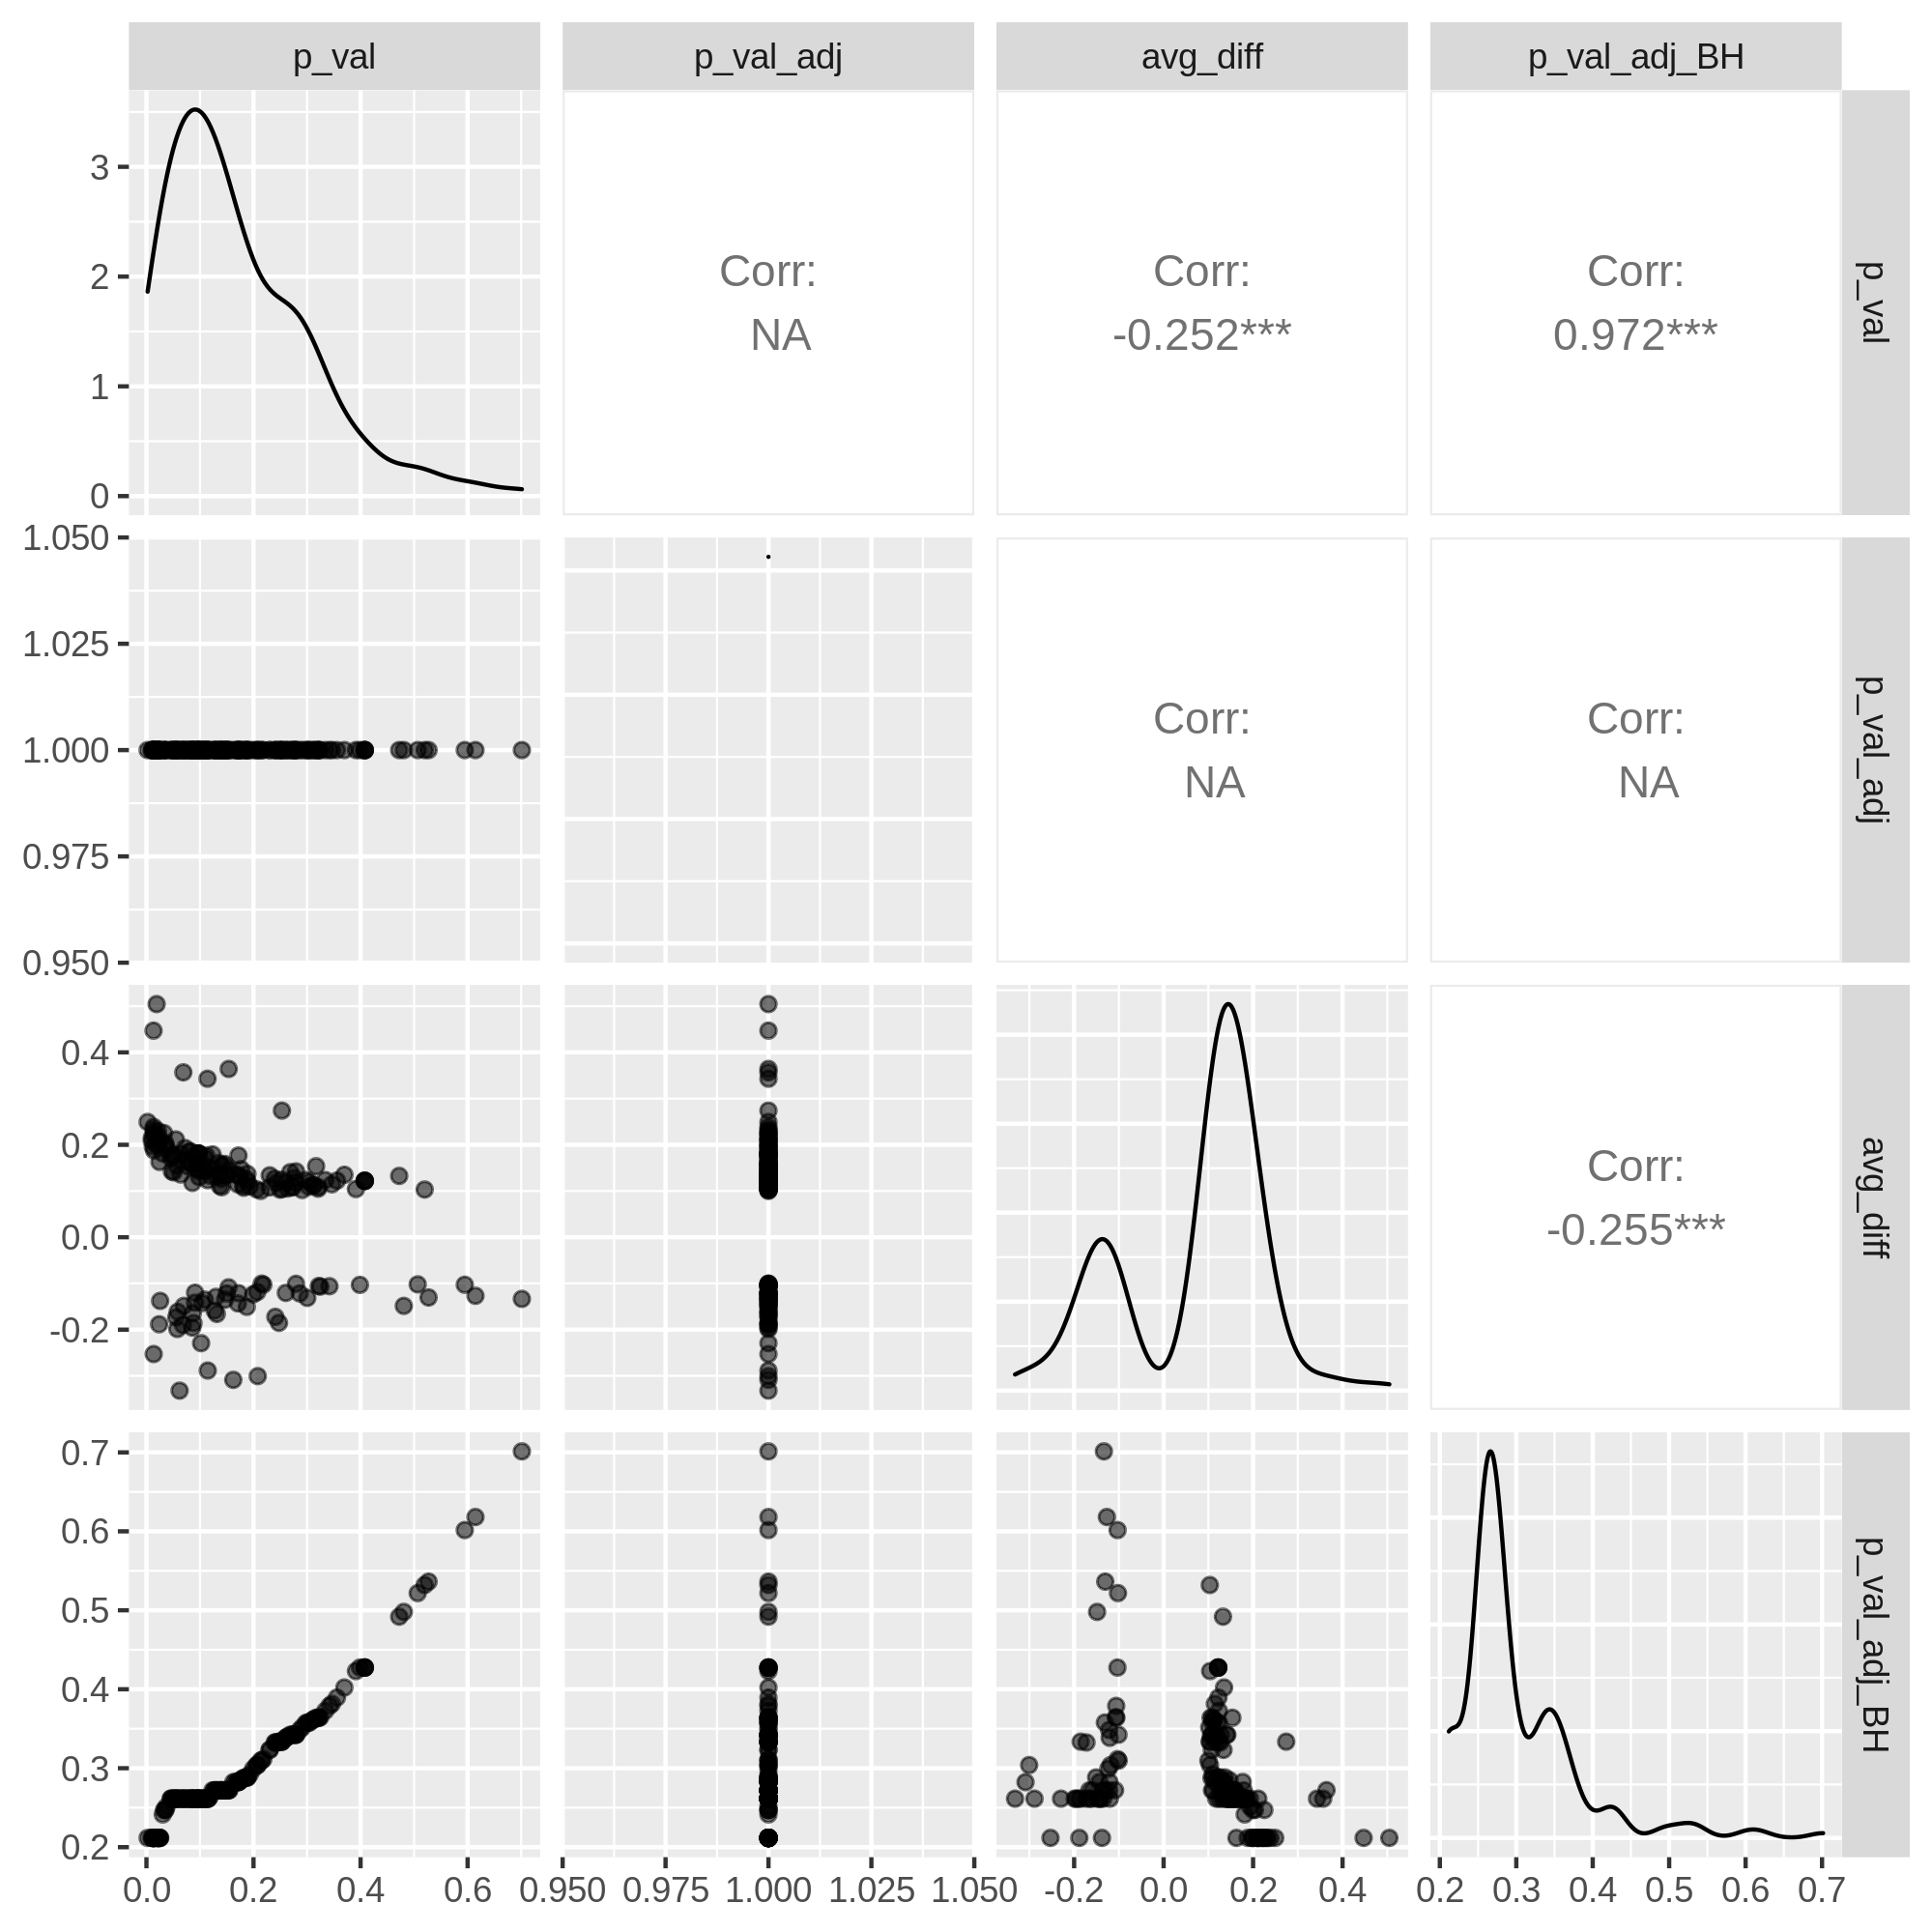 p_val
p_val_adj
avg_diff
p_val_adj_BH
3
2
1
0
Corr:
NA
Corr:
-0.252***
Corr:
0.972***
p_val
1.050
1.025
1.000
0.975
0.950
Corr:
NA
Corr:
NA
p_val_adj
0.4
0.2
0.0
-0.2
Corr:
-0.255***
avg_diff
0.7
0.6
0.5
0.4
0.3
0.2
p_val_adj_BH
0.0 0.2 0.4 0.6
0.950 0.975 1.000 1.025 1.050
-0.2 0.0 0.2 0.4
0.2 0.3 0.4 0.5 0.6 0.7